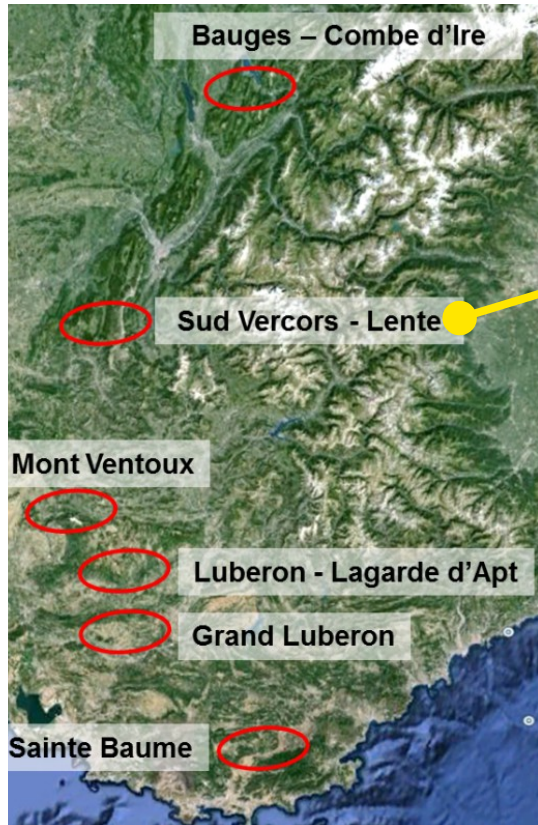 Bauges – Combe d’Ire
Sud Vercors - Lente
Mont Ventoux
Luberon - Lagarde d’Apt
Grand Luberon
Sainte Baume